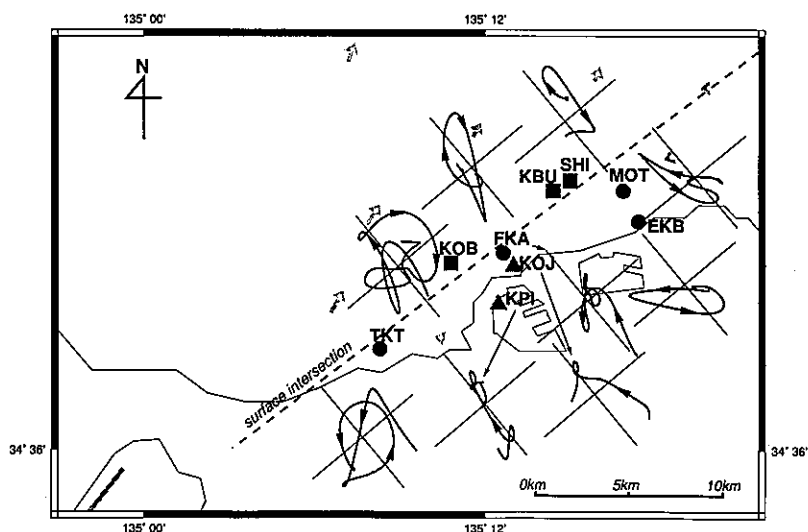 135° 00'
135° 12'
N
SHI
KBU
MOT
EKB
FKA
KOB
KOJ
KPI
TKT
surface intersection
34° 36'
34° 36'
0km
5km
10km
135° 00'
135° 12'